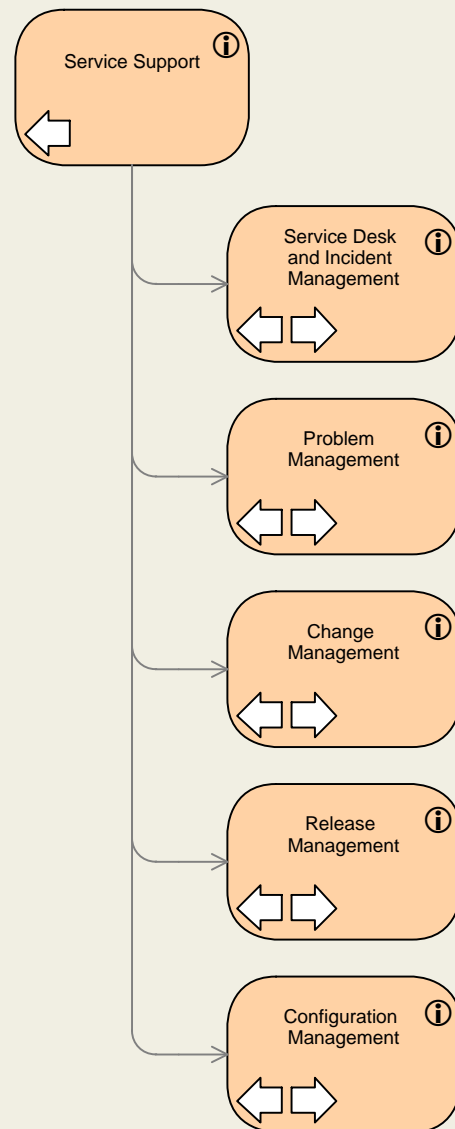 Service Support
Service Desk
and Incident
Management
Problem
Management
Change
Management
Release
Management
Configuration
Management